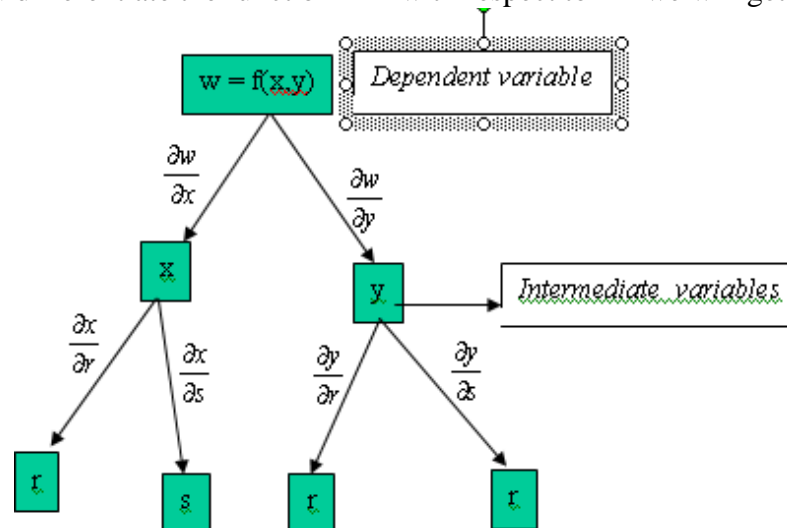 w = f(x,y)
Dependent variable
∂w/∂x
∂w/∂y
x
y
Intermediate variables
∂x/∂r
∂x/∂s
∂y/∂r
∂y/∂s
r
s
r
r